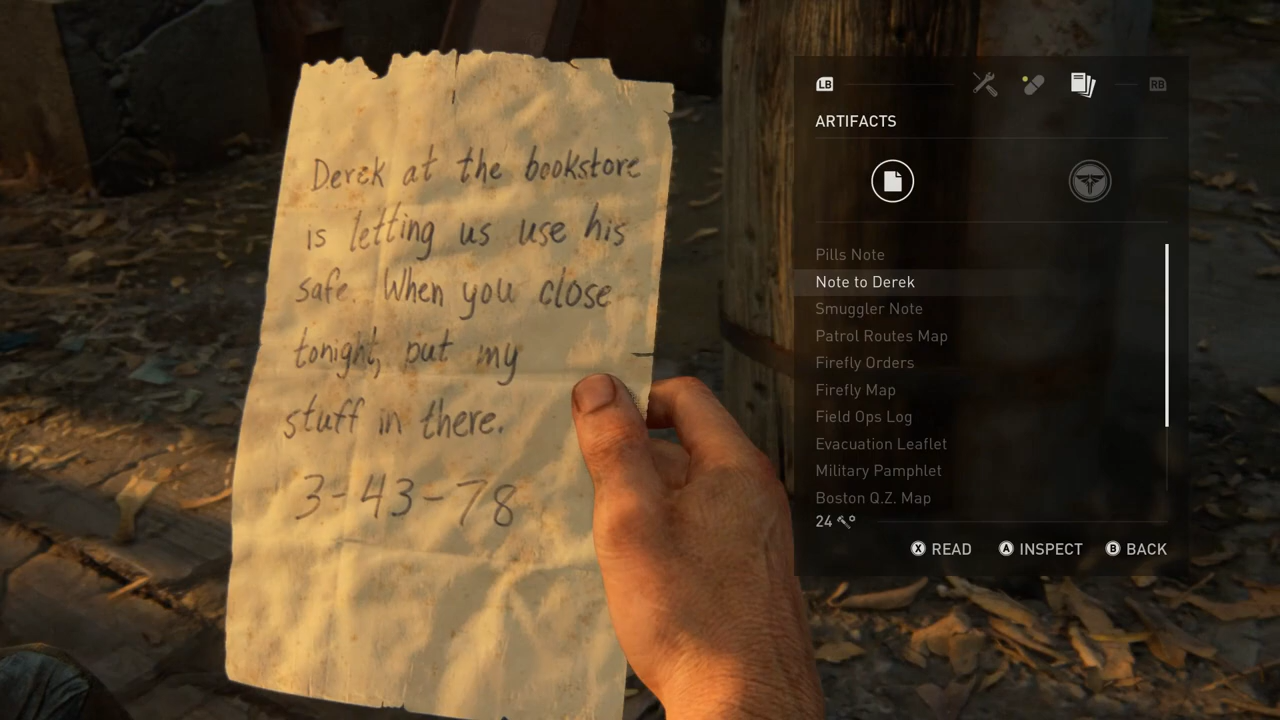 Derek at the bookstore
is letting us use his
safe. When you close
tonight, put my
stuff in there.
3-43-78
LB
RB
ARTIFACTS
Pills Note
Note to Derek
Smuggler Note
Patrol Routes Map
Firefly Orders
Firefly Map
Field Ops Log
Evacuation Leaflet
Military Pamphlet
Boston Q.Z. Map
24
X READ A INSPECT B BACK